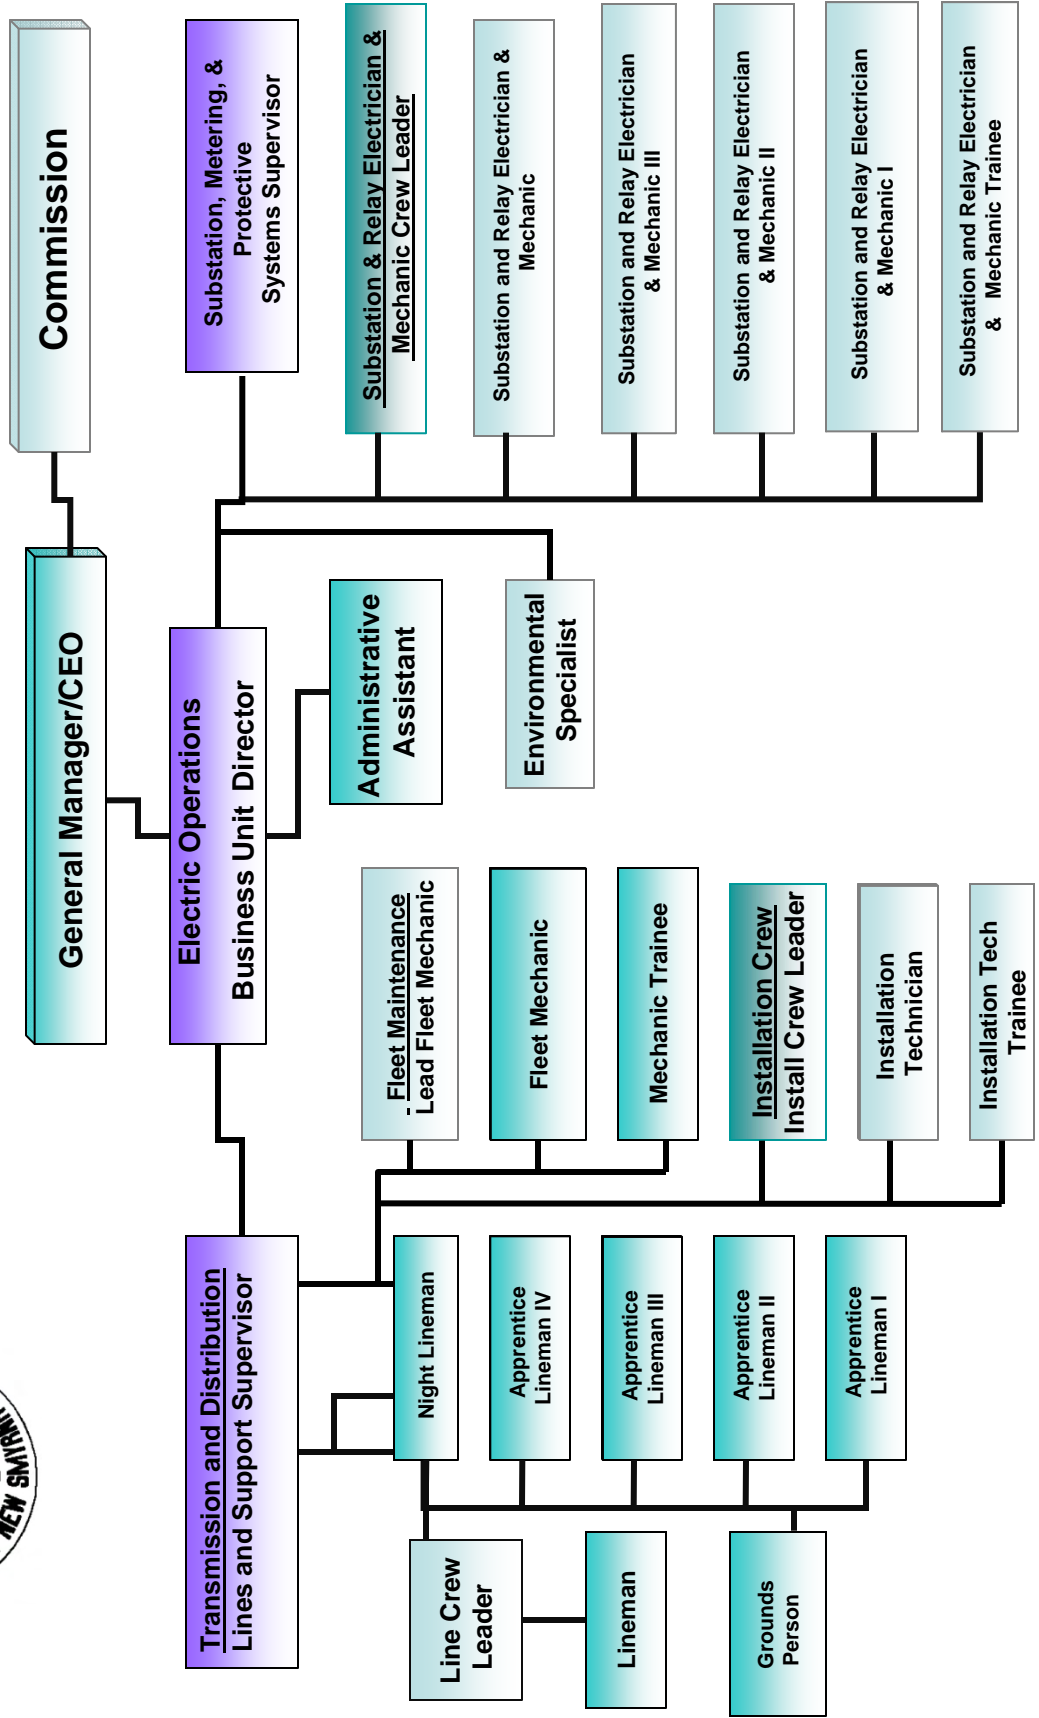 NEW SMYRNA
Commission
General Manager/CEO
Electric Operations
Business Unit  Director
Administrative
Assistant
Environmental
Specialist
Transmission and Distribution
Lines and Support Supervisor
Substation, Metering, &
Protective
Systems Supervisor
Line Crew
Leader
Lineman
Grounds
Person
Night Lineman
Apprentice
Lineman IV
Apprentice
Lineman III
Apprentice
Lineman II
Apprentice
Lineman I
Fleet Maintenance
Lead Fleet Mechanic
Fleet Mechanic
Mechanic Trainee
Installation Crew
Install Crew Leader
Installation
Technician
Installation Tech
Trainee
Substation & Relay Electrician &
Mechanic Crew Leader
Substation and Relay Electrician &
Mechanic
Substation and Relay Electrician
& Mechanic III
Substation and Relay Electrician
& Mechanic II
Substation and Relay Electrician
& Mechanic I
Substation and Relay Electrician
&  Mechanic Trainee